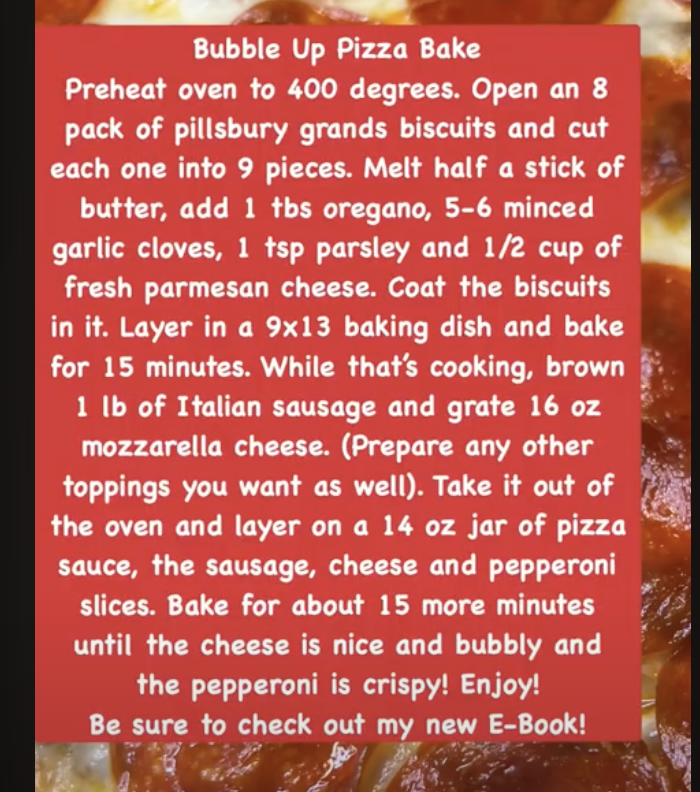 Bubble Up Pizza Bake
Preheat oven to 400 degrees. Open an 8
pack of pillsbury grands biscuits and cut
each one into 9 pieces. Melt half a stick of
butter, add 1 tbs oregano, 5-6 minced
garlic cloves, 1 tsp parsley and 1/2 cup of
fresh parmesan cheese. Coat the biscuits
in it. Layer in a 9x13 baking dish and bake
for 15 minutes. While that's cooking, brown
1 lb of Italian sausage and grate 16 oz
mozzarella cheese. (Prepare any other
toppings you want as well). Take it out of
the oven and layer on a 14 oz jar of pizza
sauce, the sausage, cheese and pepperoni
slices. Bake for about 15 more minutes
until the cheese is nice and bubbly and
the pepperoni is crispy! Enjoy!
Be sure to check out my new E-Book!